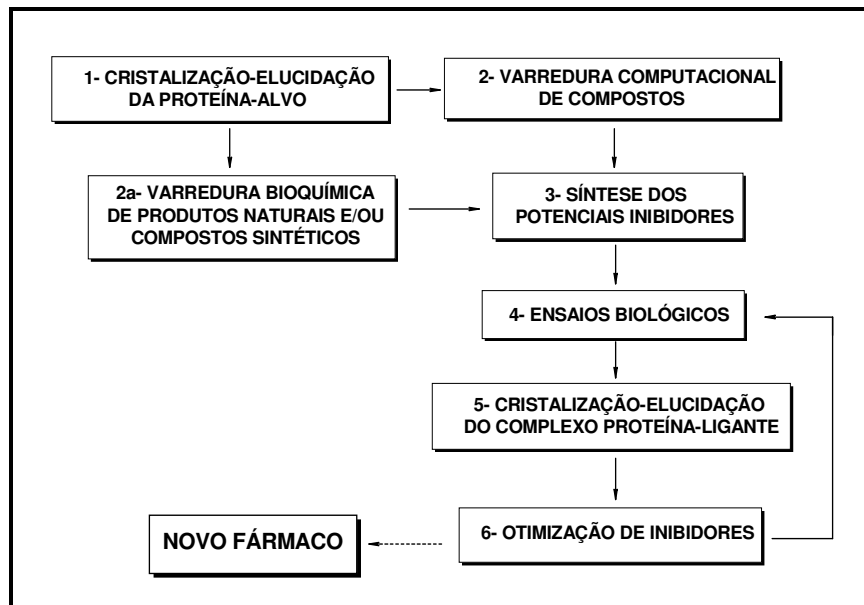 1- CRISTALIZAÇÃO-ELUCIDAÇÃO
DA PROTEÍNA-ALVO
2- VARREDURA COMPUTACIONAL
DE COMPOSTOS
2a- VARREDURA BIOQUÍMICA
DE PRODUTOS NATURAIS E/OU
COMPOSTOS SINTÉTICOS
3- SÍNTESE DOS
POTENCIAIS INIBIDORES
4- ENSAIOS BIOLÓGICOS
5- CRISTALIZAÇÃO-ELUCIDAÇÃO
DO COMPLEXO PROTEÍNA-LIGANTE
6- OTIMIZAÇÃO DE INIBIDORES
NOVO FÁRMACO